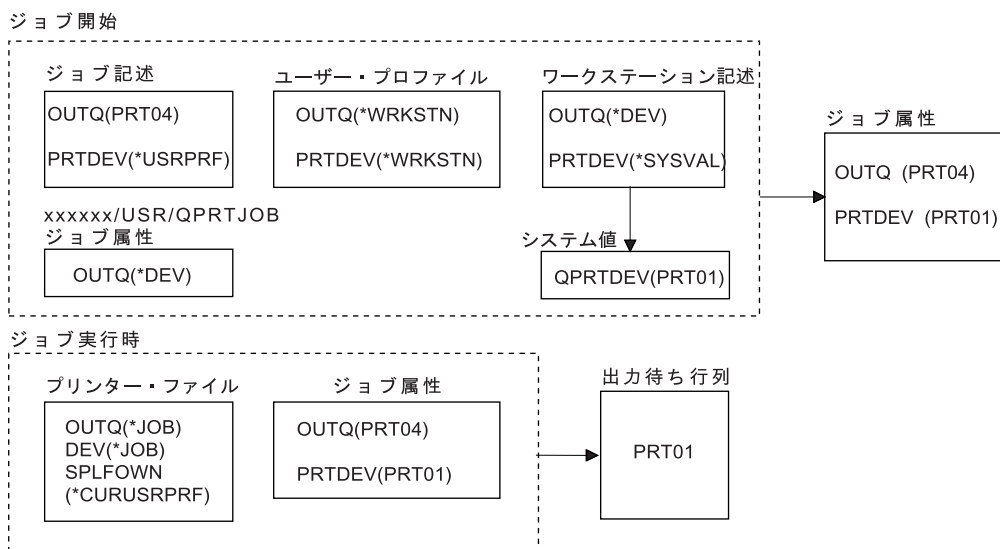 ジョブ開始
ジョブ記述
OUTQ(PRT04)
PRTDEV(*USRPRF)
ユーザー・プロファイル
OUTQ(*WRKSTN)
PRTDEV(*WRKSTN)
ワークステーション記述
OUTQ(*DEV)
PRTDEV(*SYSVAL)
ジョブ属性
OUTQ (PRT04)
PRTDEV (PRT01)
xxxxxx/USR/QPRTJOB
ジョブ属性
OUTQ(*DEV)
システム値
QPRTDEV(PRT01)
ジョブ実行時
プリンター・ファイル
OUTQ(*JOB)
DEV(*JOB)
SPLFOWN
(*CURUSRPRF)
ジョブ属性
OUTQ(PRT04)
PRTDEV(PRT01)
出力待ち行列
PRT01